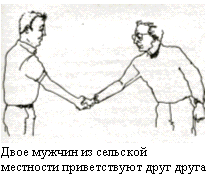 Двое мужчин из сельской
местности приветствуют друг друга